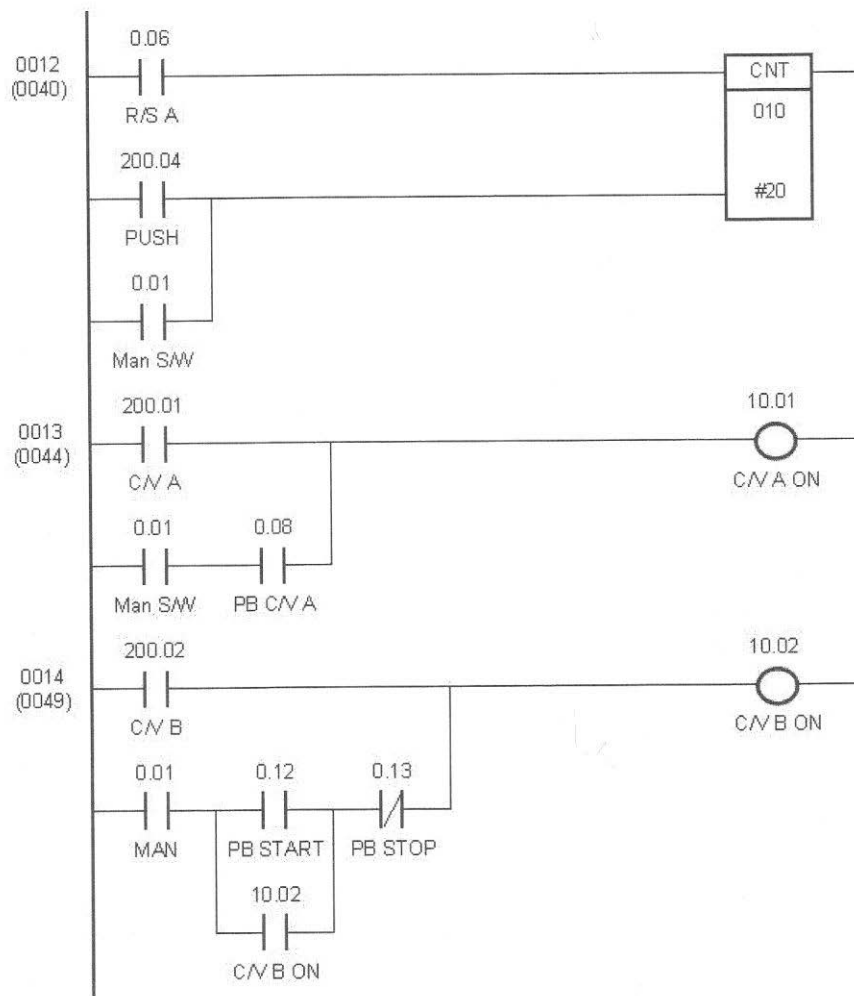 0.06
0012
(0040)
CNT
R/S A
010
200.04
#20
PUSH
0.01
Man S/W
200.01
10.01
0013
(0044)
C/V A
C/V A ON
0.01
0.08
Man S/W
PB C/V A
200.02
10.02
0014
(0049)
C/V B
C/V B ON
0.01
0.12
0.13
MAN
PB START
PB STOP
10.02
C/V B ON